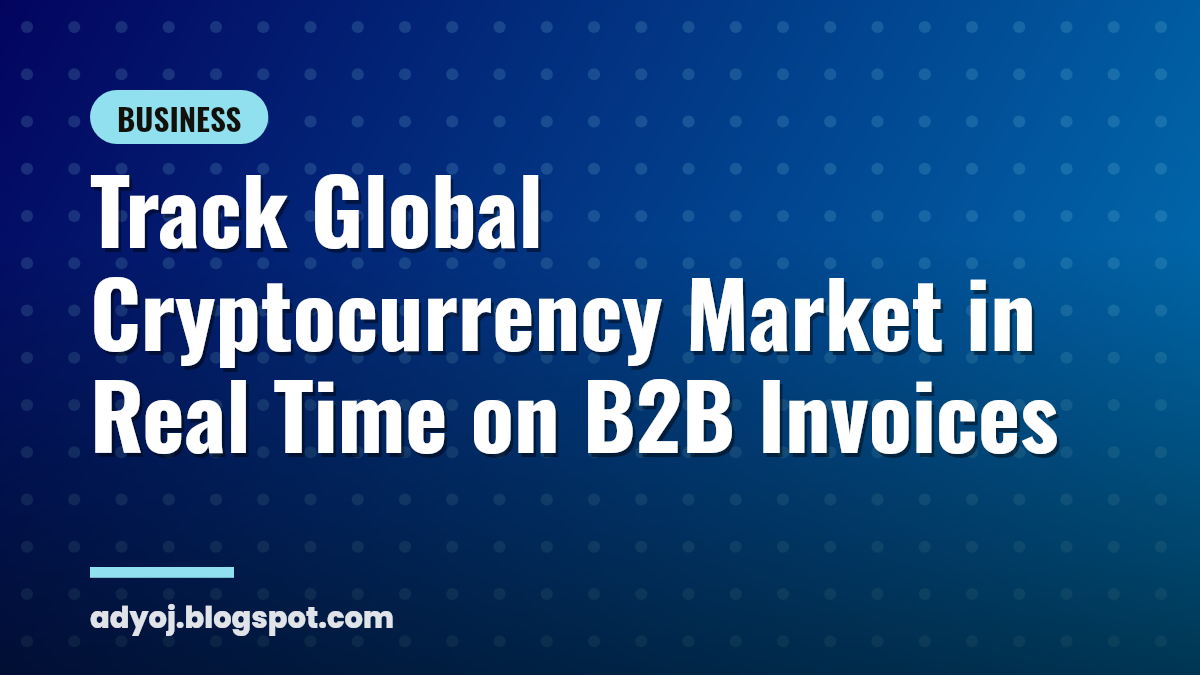 BUSINESS
Track Global
Cryptocurrency Market in
Real Time on B2B Invoices
adyoj.blogspot.com